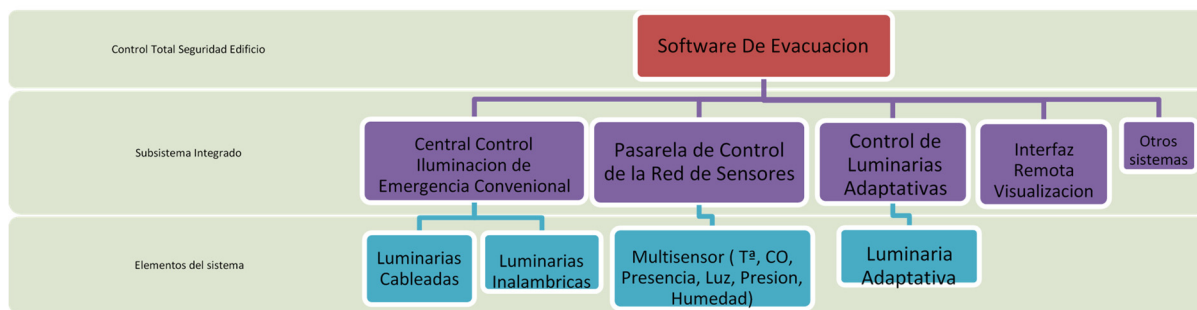 Control Total Seguridad Edificio
Software De Evacuacion
Subsistema Integrado
Central Control
Iluminacion de
Emergencia Convenional
Pasarela de Control
de la Red de Sensores
Control de
Luminarias
Adaptativas
Interfaz
Remota
Visualizacion
Otros
sistemas
Elementos del sistema
Luminarias
Cableadas
Luminarias
Inalambricas
Multisensor ( Tª, CO,
Presencia, Luz, Presion,
Humedad)
Luminaria
Adaptativa